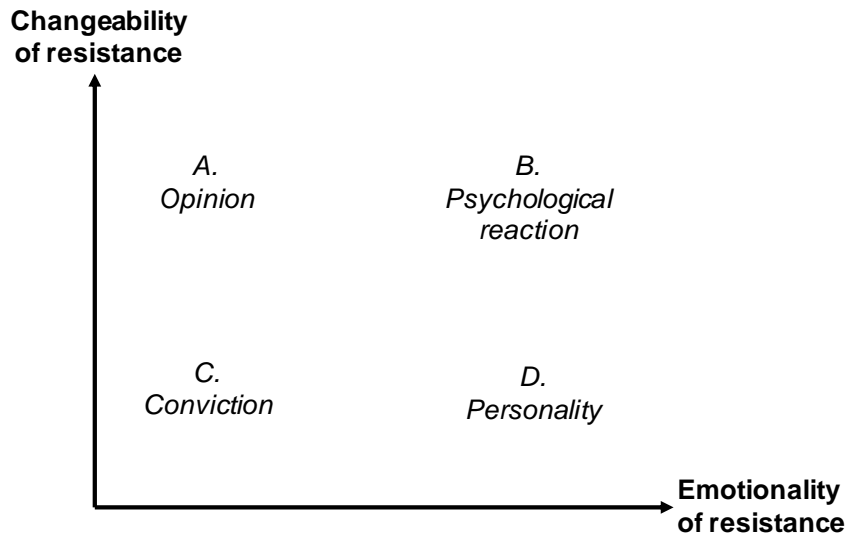 Changeability
of resistance
A.
Opinion
B.
Psychological
reaction
C.
Conviction
D.
Personality
Emotionality
of resistance